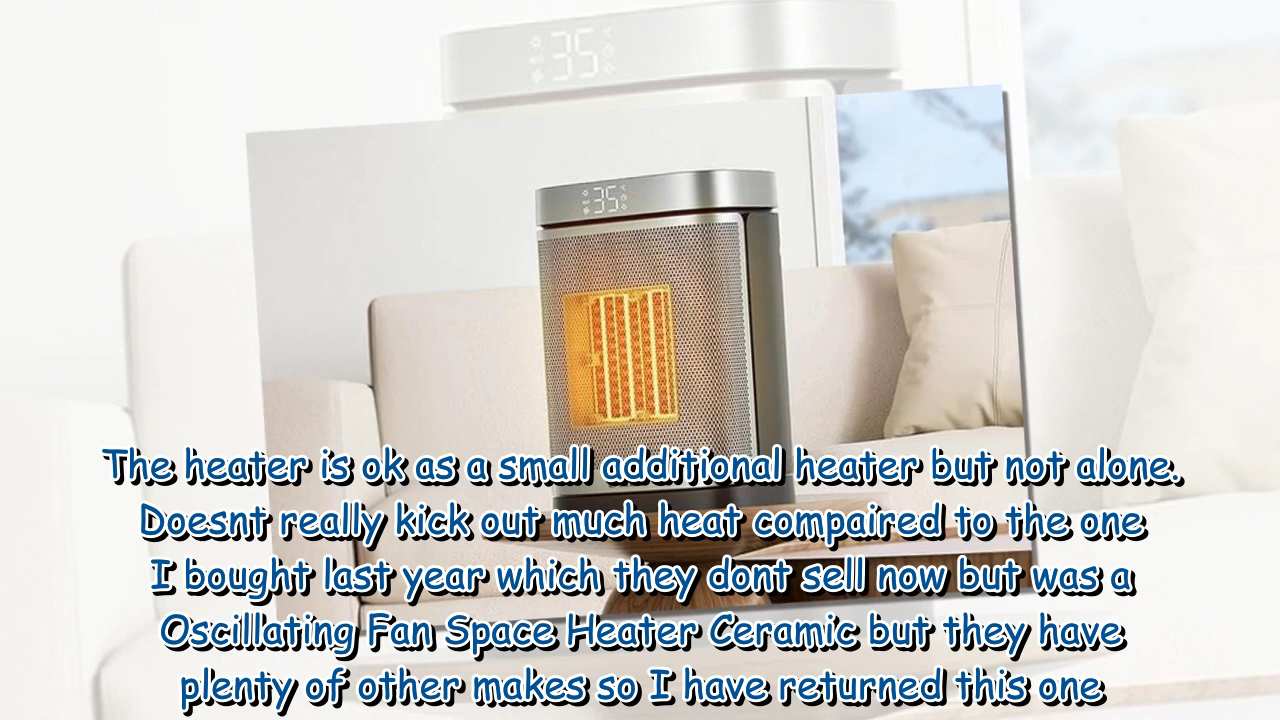 35
35
The heater is ok as a small additional heater but not alone.
Doesnt really kick out much heat compaired to the one
I bought last year which they dont sell now but was a
Oscillating Fan Space Heater Ceramic but they have
plenty of other makes so I have returned this one